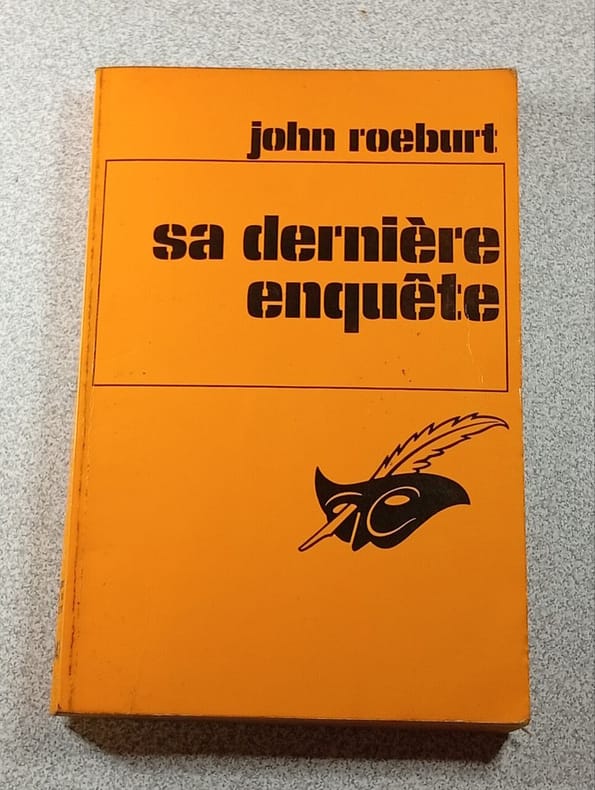 john roeburt
sa dernière
enquête